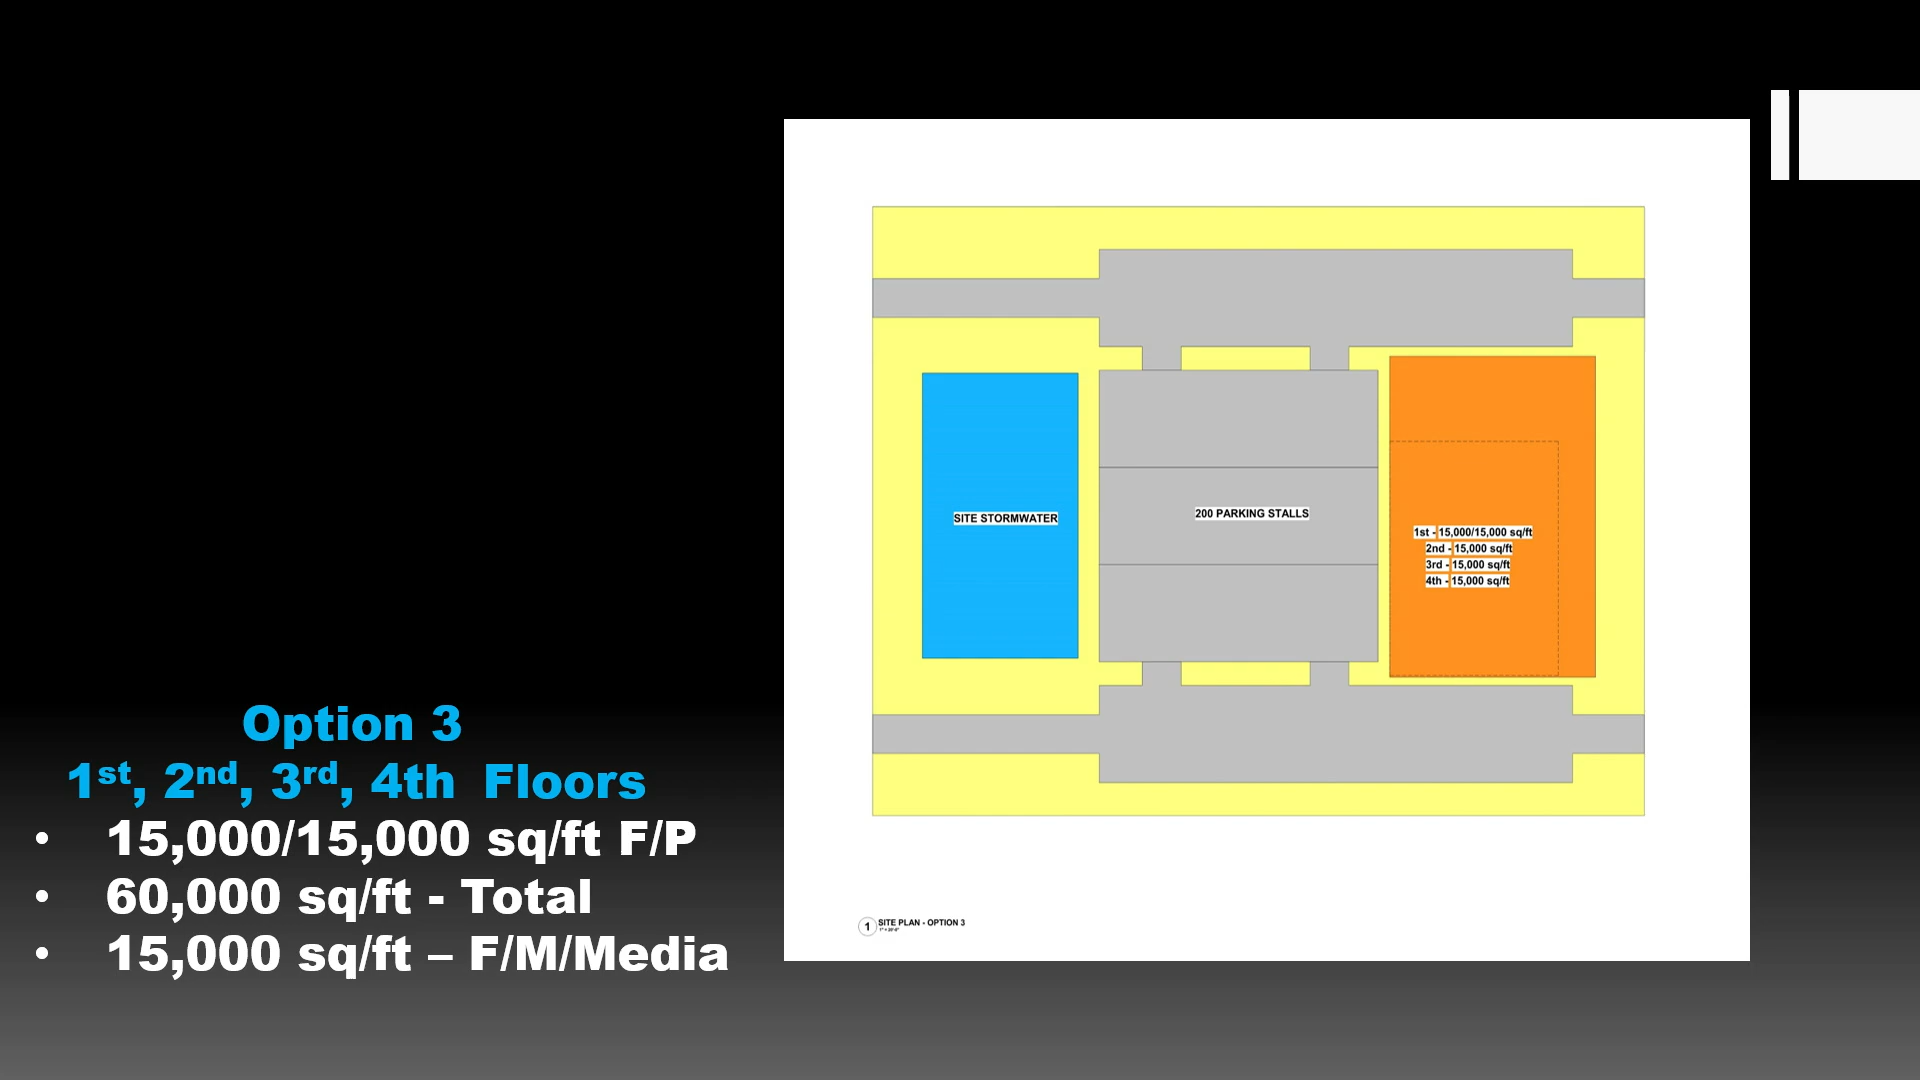 Option 3
1st, 2nd, 3rd, 4th Floors
• 15,000/15,000 sq/ft F/P
• 60,000 sq/ft - Total
• 15,000 sq/ft – F/M/Media
SITE STORMWATER
200 PARKING STALLS
1st - 15,000/15,000 sq/ft
2nd - 15,000 sq/ft
3rd - 15,000 sq/ft
4th - 15,000 sq/ft
1 SITE PLAN - OPTION 3